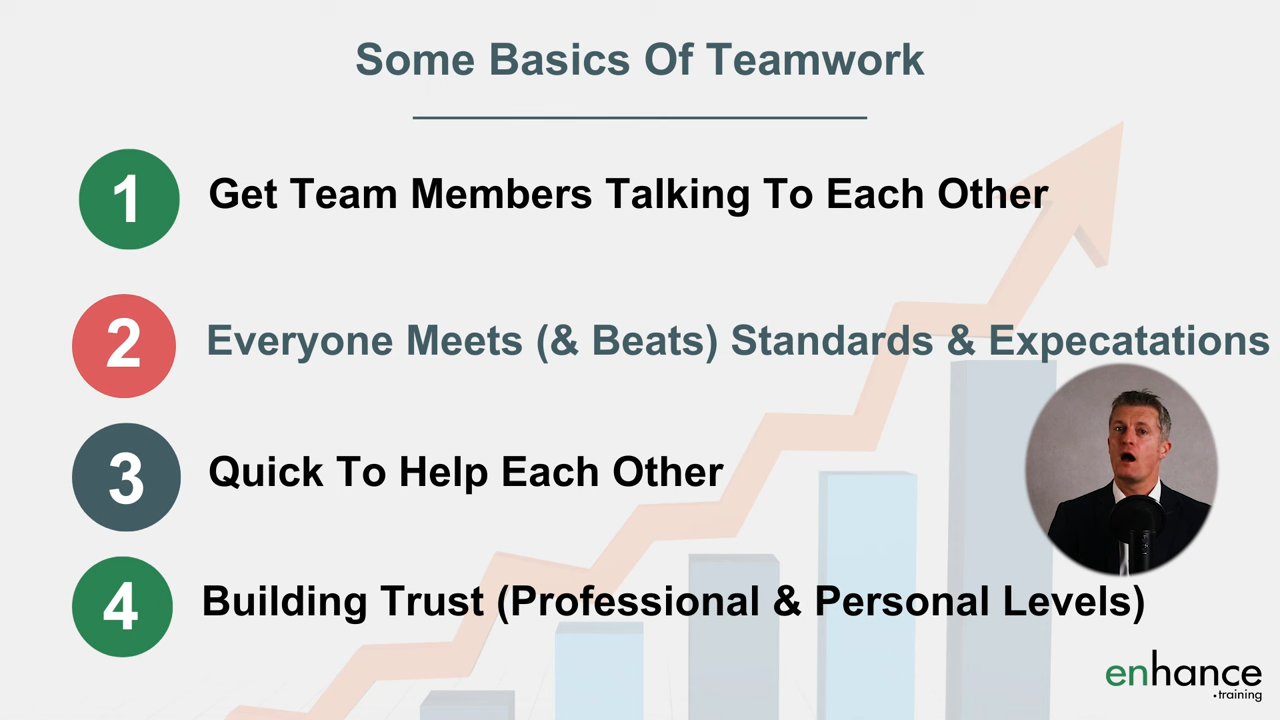 Some Basics Of Teamwork
1 Get Team Members Talking To Each Other
2 Everyone Meets (& Beats) Standards & Expecatations
3 Quick To Help Each Other
4 Building Trust (Professional & Personal Levels)
enhance
.training